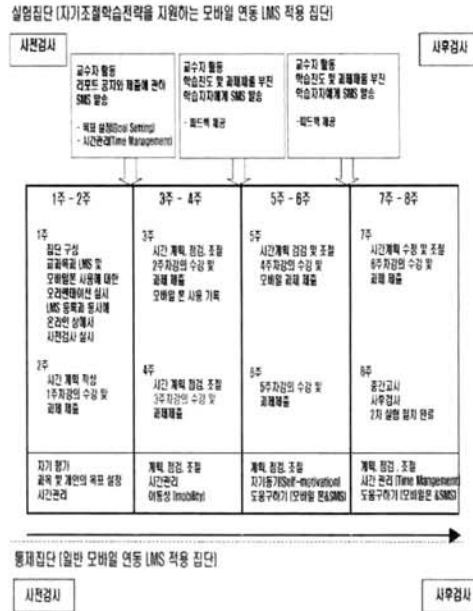 실험집단 [자기조절학습전략을 지원하는 모바일 연동 LMS 적용 집단]
사전검사
사후검사
교수자 활동
리포트 공지와 제출에 관하
SMS 발송
- 목표 설정(Goal Setting)
- 시간관리(Time Management)
교수자 활동
학습진도 및 과제제출 부진
학습자자에게 SMS 발송
-피드백 제공
교수자 활동
학습진도 및 과제제출 부진
학습자자에게 SMS 발송
-피드백 제공
1주 - 2주
1주
집단 구성
교과목과 LMS 및
모바일폰 사용에 대한
오리엔테이션 실시
LMS 등록과 동시에
온라인 상에서
사전검사 실시
2주
시간 계획 작성
1주차강의 수강 및
과제 제출
자기 평가
과목 및 개인의 목표 설정
시간관리
3주 - 4주
3주
시간 계획, 점검, 조절
2주차강의 수강 및
과제 제출
모바일 폰 사용 기록
4주
시간 계획 점검, 조절
3주차강의 수강 및
과제제출
계획, 점검, 조절
시간관리
이동성 (mobility)
5주 - 6주
5주
시간계획 점검 및 조절
4주차강의 수강 및
모바일 과제 제출
6주
5주차강의 수강 및
과제제출
계획, 점검, 조절
자기동기(Self-motivation)
도움구하기 (모바일 폰&SMS)
7주 - 8주
7주
시간계획 수정 및 조절
6주차강의 수강 및
과제 제출
8주
중간고사
사후검사
2차 실험 절차 완료
계획, 점검 , 조절
시간 관리 (Time Mangement)
도움구하기 (모바일폰 &SMS)
통제집단 [일반 모바일 연동 LMS 적용 집단]
사전검사
사후검사